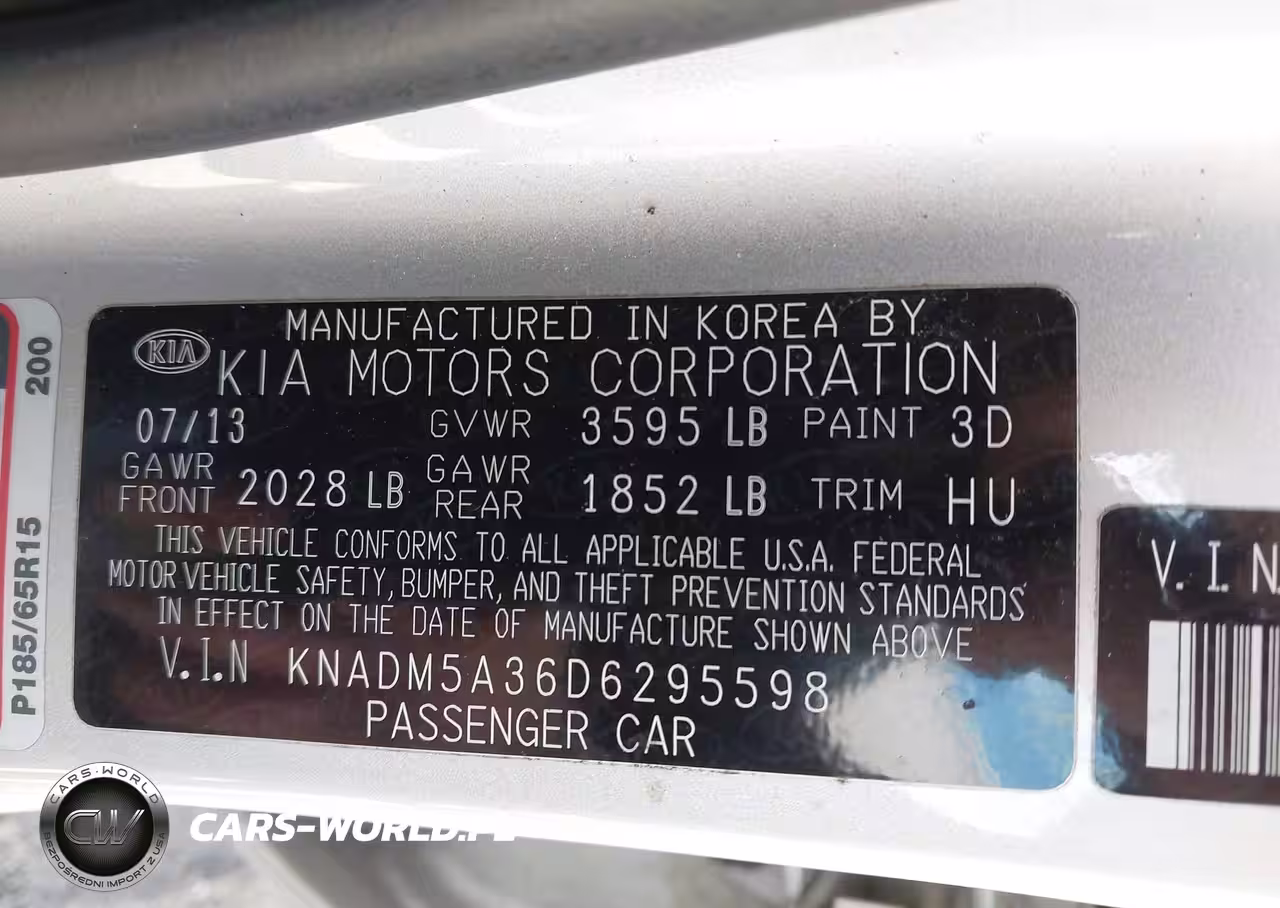 MANUFACTURED IN KOREA BY
KIA
KIA MOTORS CORPORATION
07/13 GVWR 3595 LB PAINT 3D
GAWR FRONT 2028 LB GAWR REAR 1852 LB TRIM HU
THIS VEHICLE CONFORMS TO ALL APPLICABLE U.S.A. FEDERAL
MOTOR VEHICLE SAFETY, BUMPER, AND THEFT PREVENTION STANDARDS
IN EFFECT ON THE DATE OF MANUFACTURE SHOWN ABOVE
V.I.N KNADM5A36D6295598
PASSENGER CAR
P185/65R15 200
V.I.N
CARS-WORLD
CW
BEZPOŚREDNI IMPORT Z USA
CARS-WORLD.PL